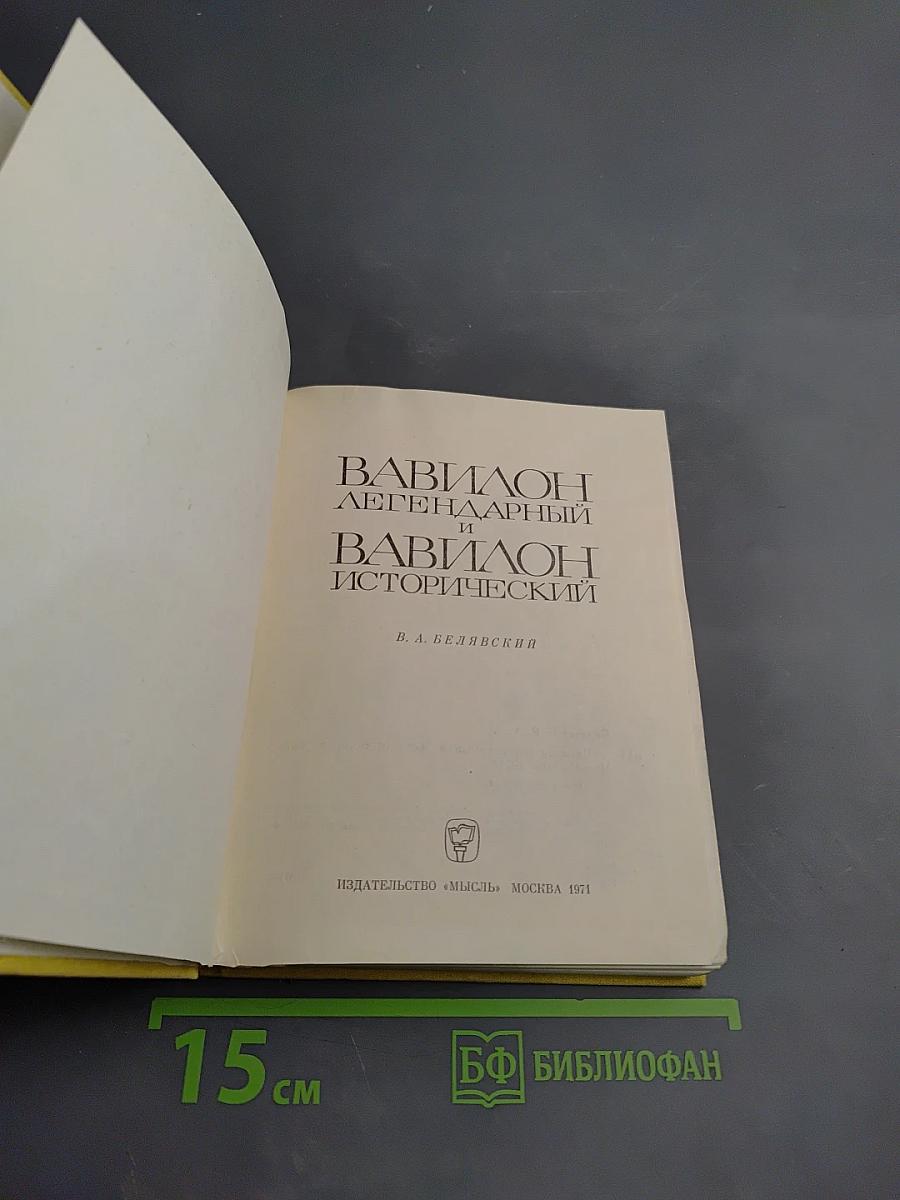 ВАВИЛОН
ЛЕГЕНДАРНЫЙ
И
ВАВИЛОН
ИСТОРИЧЕСКИЙ
В. А. БЕЛЯВСКИЙ
ИЗДАТЕЛЬСТВО «МЫСЛЬ» МОСКВА 1971
15 см
БФ БИБЛИОФАН